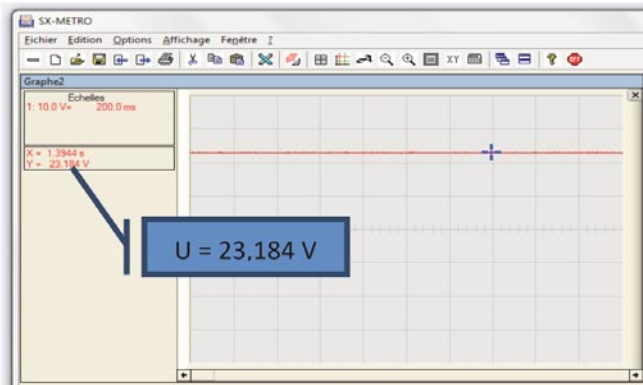 SX-METRO
Fichier Edition Options Affichage Fenêtre ?
XY
Graphe2
Echelles
1: 10.0 V= 200.0 ms
X = 1.3944 s
Y = 23.184 V
U = 23,184 V